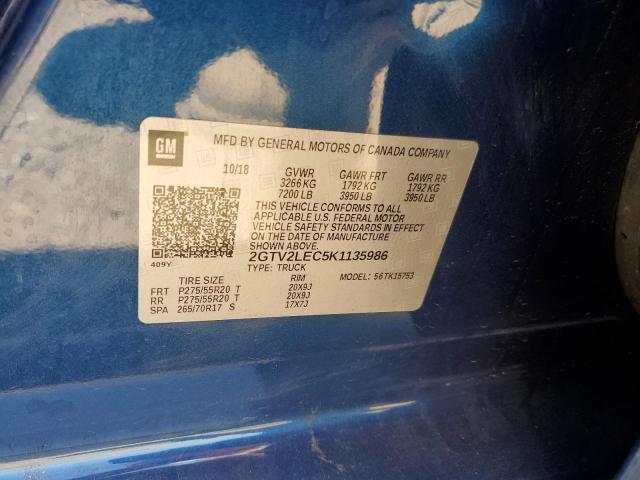 GM
MFD BY GENERAL MOTORS OF CANADA COMPANY
10/18 GVWR GAWR FRT GAWR RR
3266 KG 1792 KG 1792 KG
7200 LB 3950 LB 3950 LB
THIS VEHICLE CONFORMS TO ALL
APPLICABLE U.S. FEDERAL MOTOR
VEHICLE SAFETY STANDARDS IN
EFFECT ON THE DATE OF MANUFACTURE
SHOWN ABOVE.
409Y 2GTV2LEC5K1135986
TYPE: TRUCK MODEL: 56TK15753
TIRE SIZE RIM
FRT P275/55R20 T 20X9J
RR P275/55R20 T 20X9J
SPA 265/70R17 S 17X7J